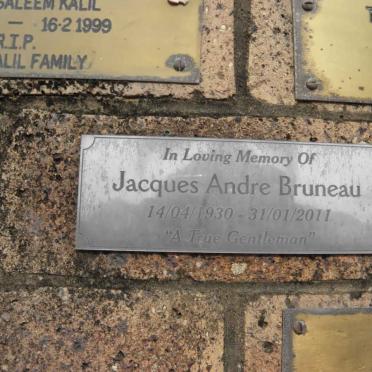 SALEEM KALIL
- 16-2-1999
R.I.P.
KALIL FAMILY
In Loving Memory Of
Jacques Andre Bruneau
14/04/1930 - 31/01/2011
"A True Gentleman"